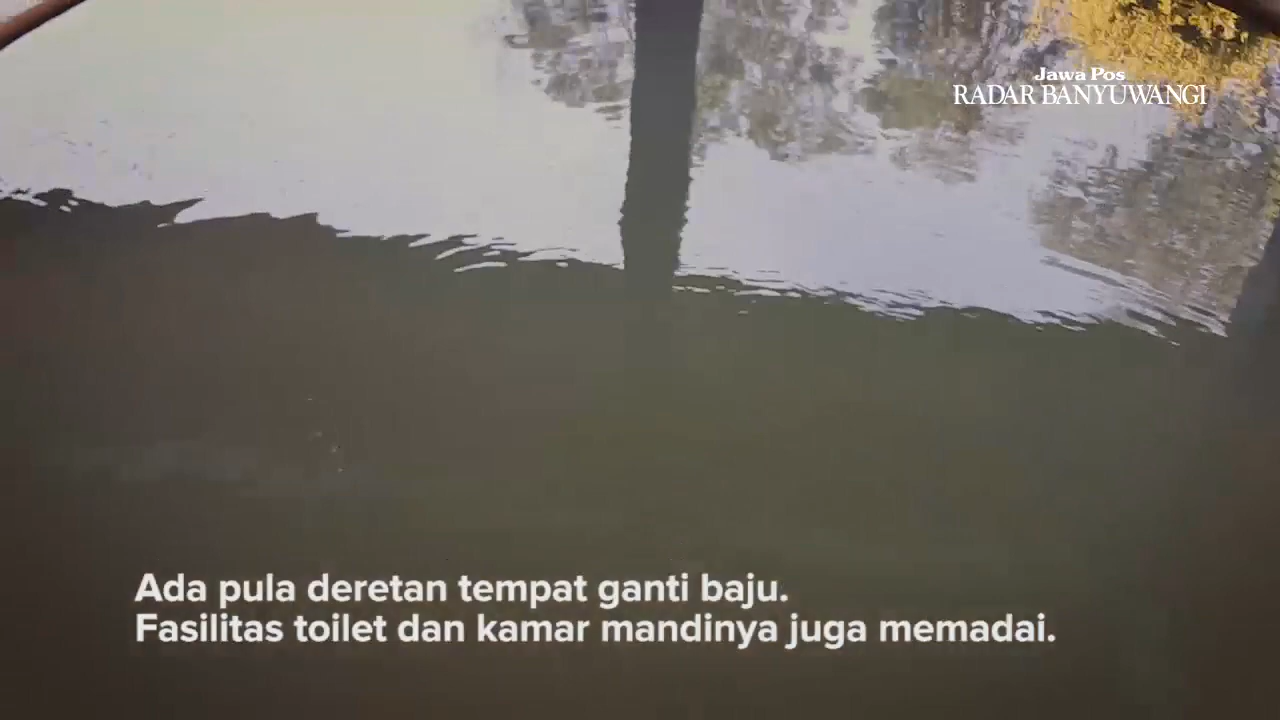 Jawa Pos
RADAR BANYUWANGI
Ada pula deretan tempat ganti baju.
Fasilitas toilet dan kamar mandinya juga memadai.